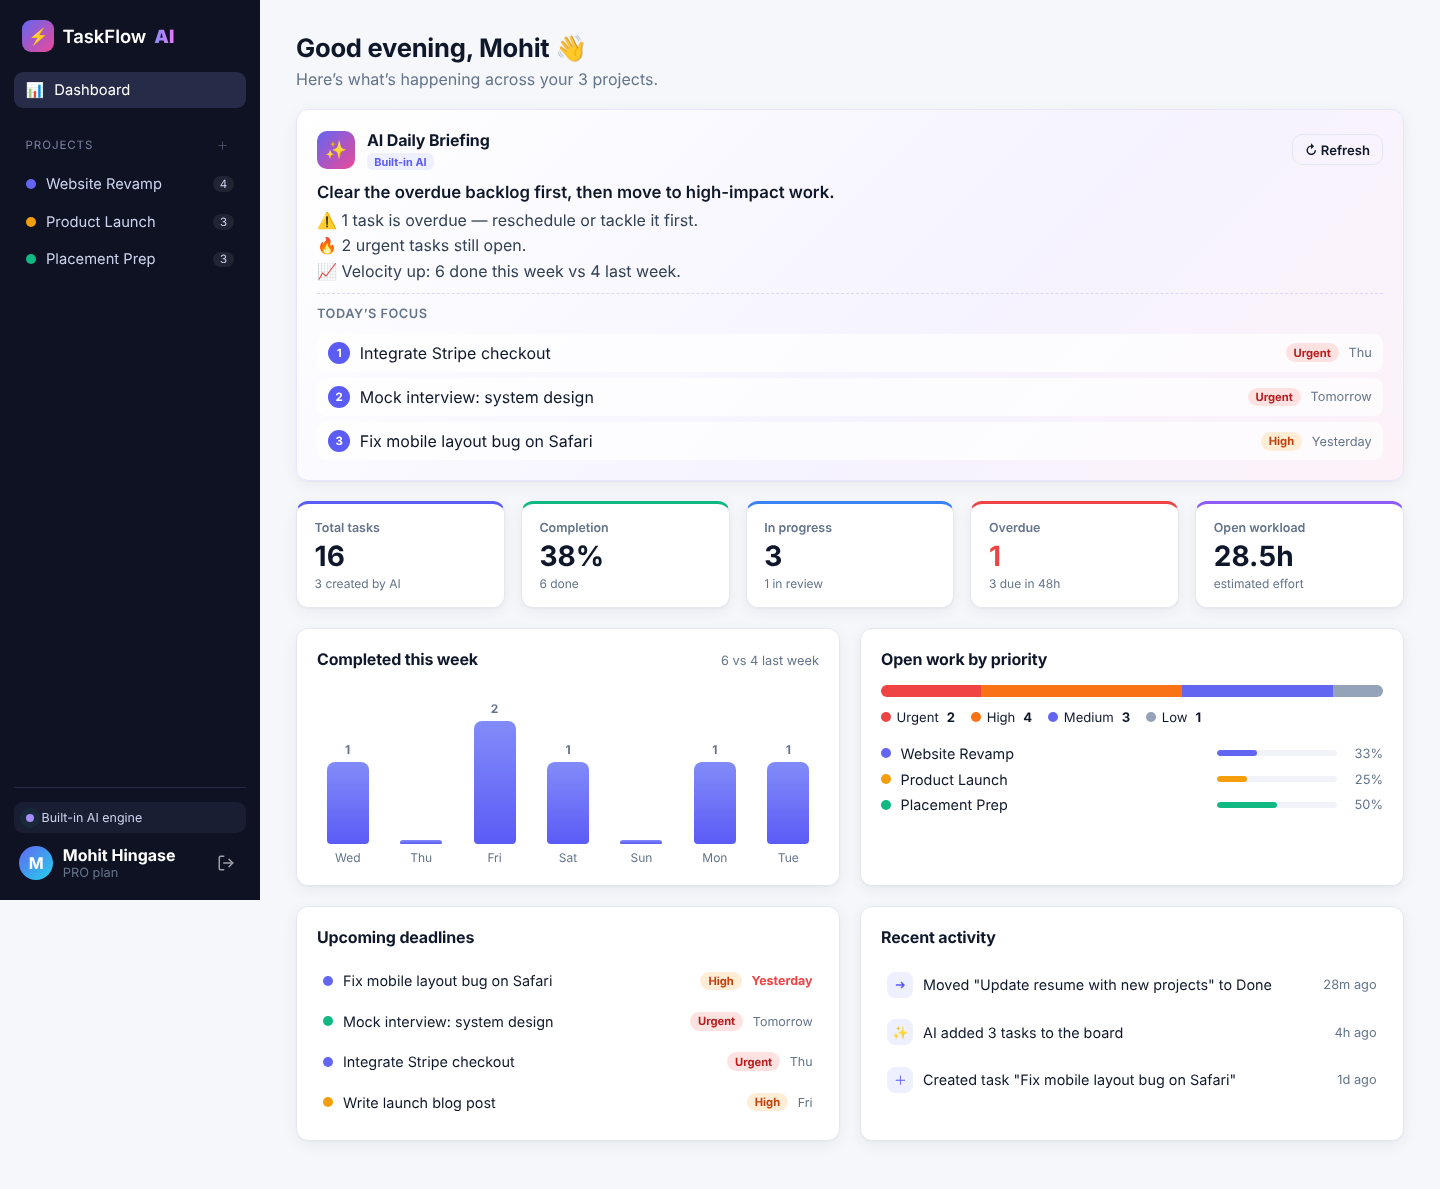 ⚡ TaskFlow AI
📊 Dashboard
PROJECTS +
Website Revamp 4
Product Launch 3
Placement Prep 3
Built-in AI engine
M Mohit Hingase
PRO plan
Good evening, Mohit 👋
Here’s what’s happening across your 3 projects.
✨ AI Daily Briefing
Built-in AI
↻ Refresh
Clear the overdue backlog first, then move to high-impact work.
⚠️ 1 task is overdue — reschedule or tackle it first.
🔥 2 urgent tasks still open.
📈 Velocity up: 6 done this week vs 4 last week.
TODAY’S FOCUS
1 Integrate Stripe checkout Urgent Thu
2 Mock interview: system design Urgent Tomorrow
3 Fix mobile layout bug on Safari High Yesterday
Total tasks
16
3 created by AI
Completion
38%
6 done
In progress
3
1 in review
Overdue
1
3 due in 48h
Open workload
28.5h
estimated effort
Completed this week 6 vs 4 last week
1 2 1 1 1
Wed Thu Fri Sat Sun Mon Tue
Open work by priority
Urgent 2 High 4 Medium 3 Low 1
Website Revamp 33%
Product Launch 25%
Placement Prep 50%
Upcoming deadlines
Fix mobile layout bug on Safari High Yesterday
Mock interview: system design Urgent Tomorrow
Integrate Stripe checkout Urgent Thu
Write launch blog post High Fri
Recent activity
➜ Moved "Update resume with new projects" to Done 28m ago
✨ AI added 3 tasks to the board 4h ago
+ Created task "Fix mobile layout bug on Safari" 1d ago